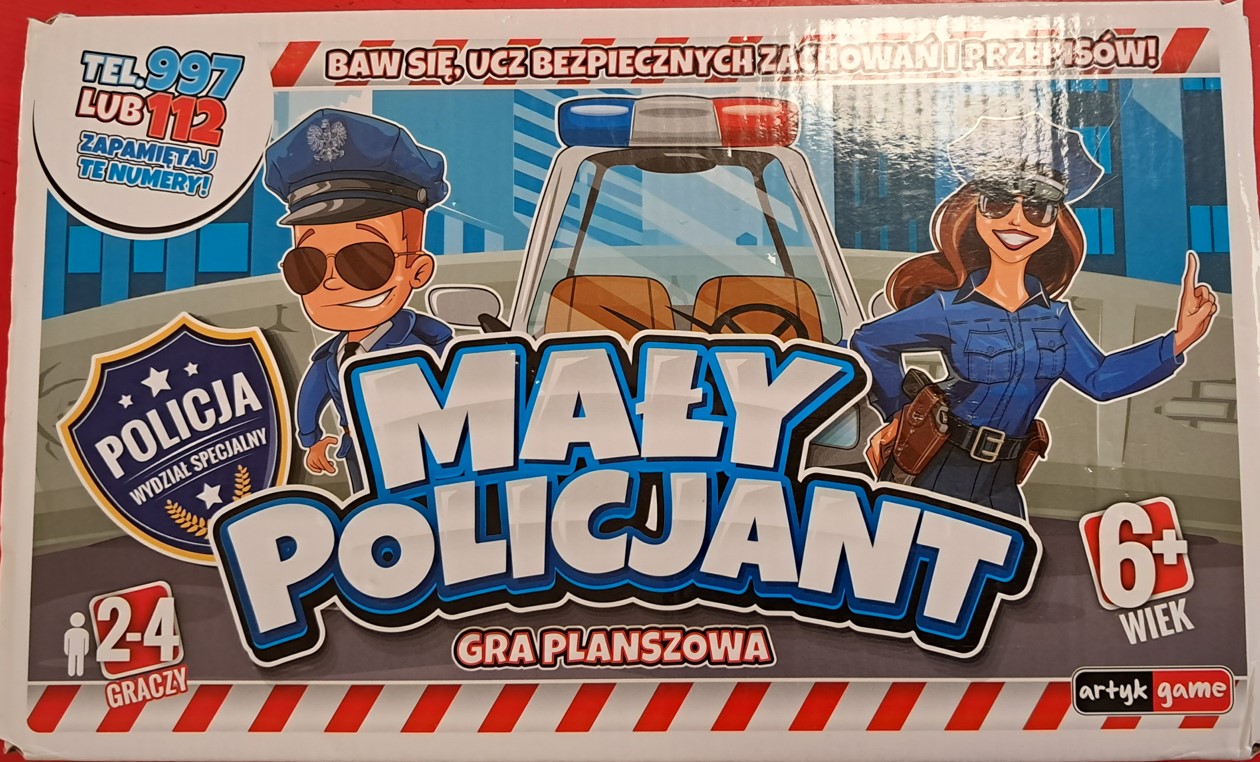 TEL. 997
LUB 112
ZAPAMIĘTAJ
TE NUMERY!
BAW SIĘ, UCZ BEZPIECZNYCH ZACHOWAŃ I PRZEPISÓW!
POLICJA
WYDZIAŁ SPECJALNY
MAŁY
POLICJANT
GRA PLANSZOWA
2-4
GRACZY
6+
WIEK
artyk game